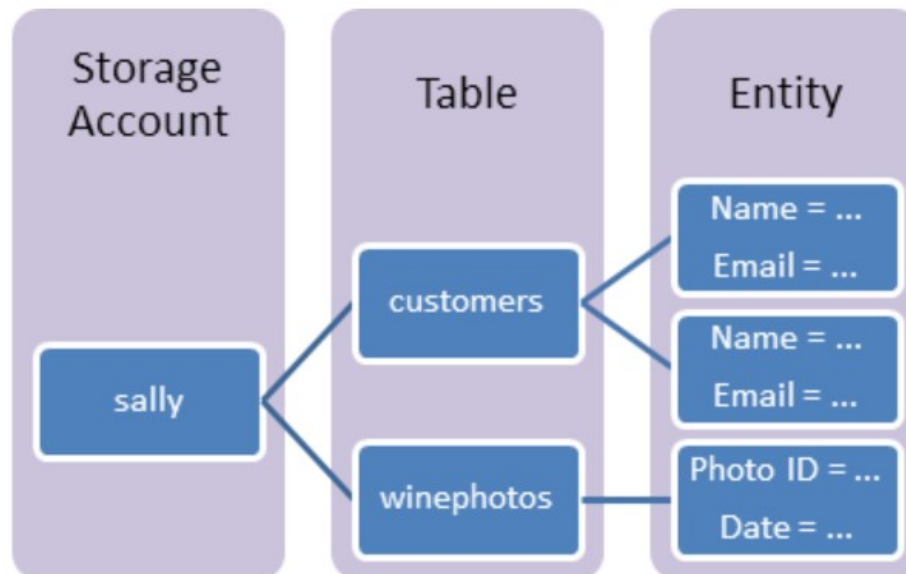 Storage
Account
Table
Entity
sally
customers
winephotos
Name = ...
Email = ...
Name = ...
Email = ...
Photo ID = ...
Date = ...